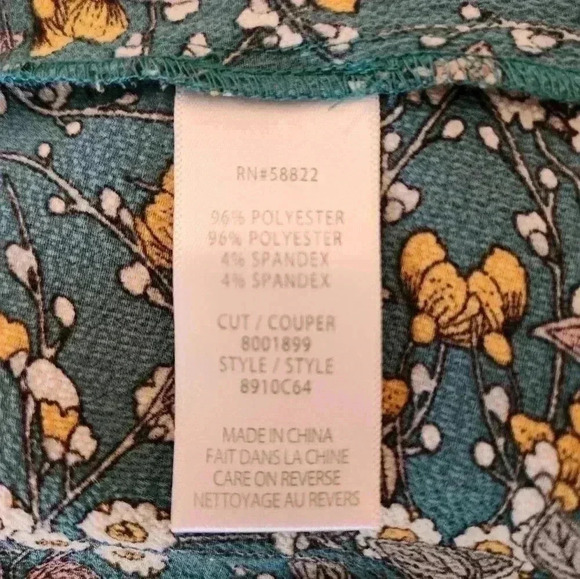 RN#58822
96% POLYESTER
96% POLYESTER
4% SPANDEX
4% SPANDEX
CUT / COUPER
8001899
STYLE / STYLE
8910C64
MADE IN CHINA
FAIT DANS LA CHINE
CARE ON REVERSE
NETTOYAGE AU REVERS